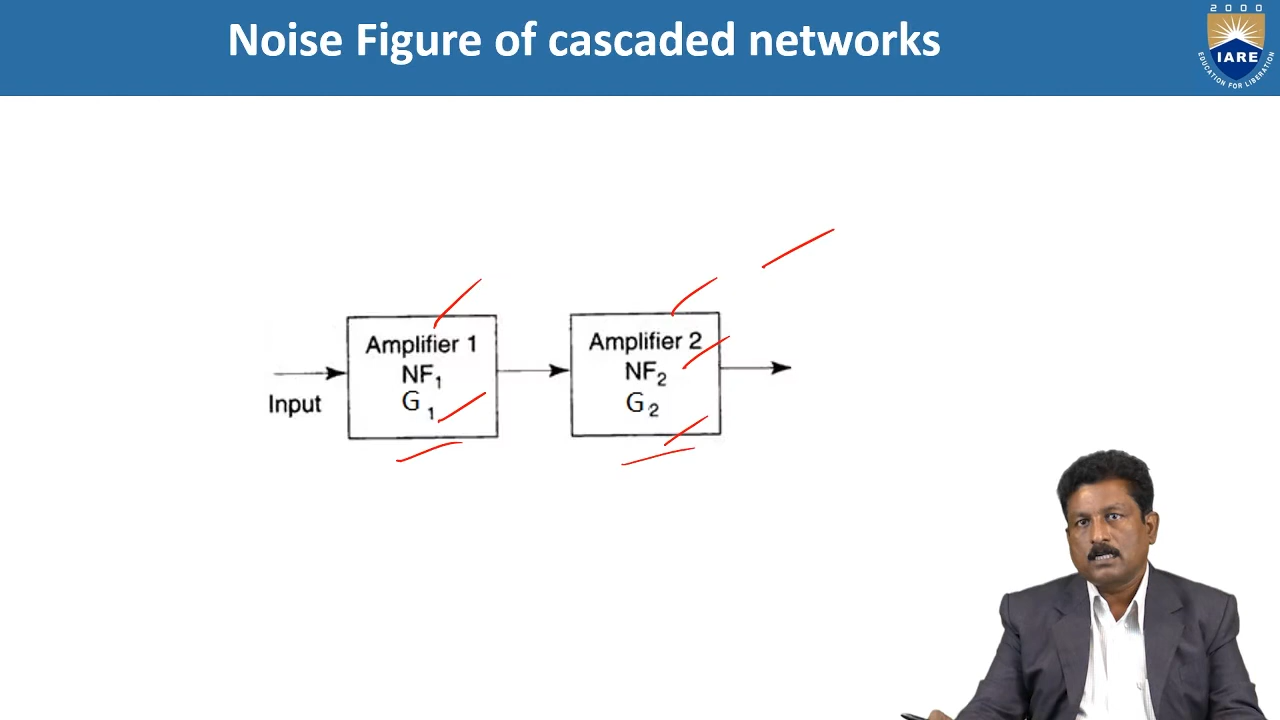 Noise Figure of cascaded networks
2000
IARE
EDUCATION FOR LIBERATION
Amplifier 1
NF₁
G₁
Input
Amplifier 2
NF₂
G₂